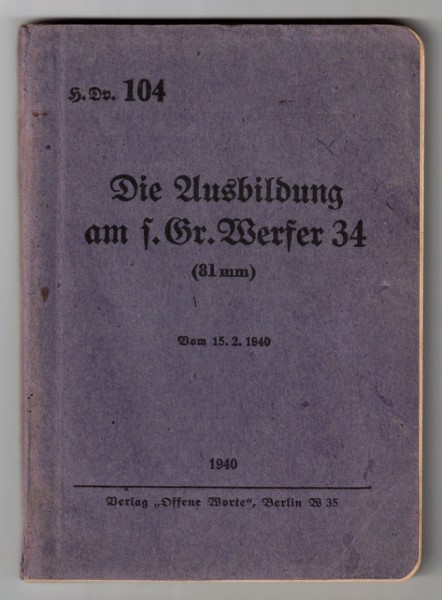 H. Dv. 104
Die Ausbildung
am s. Gr. Werfer 34
(81 mm)
Vom 15. 2. 1940
1940
Verlag „Offene Worte“, Berlin W 35